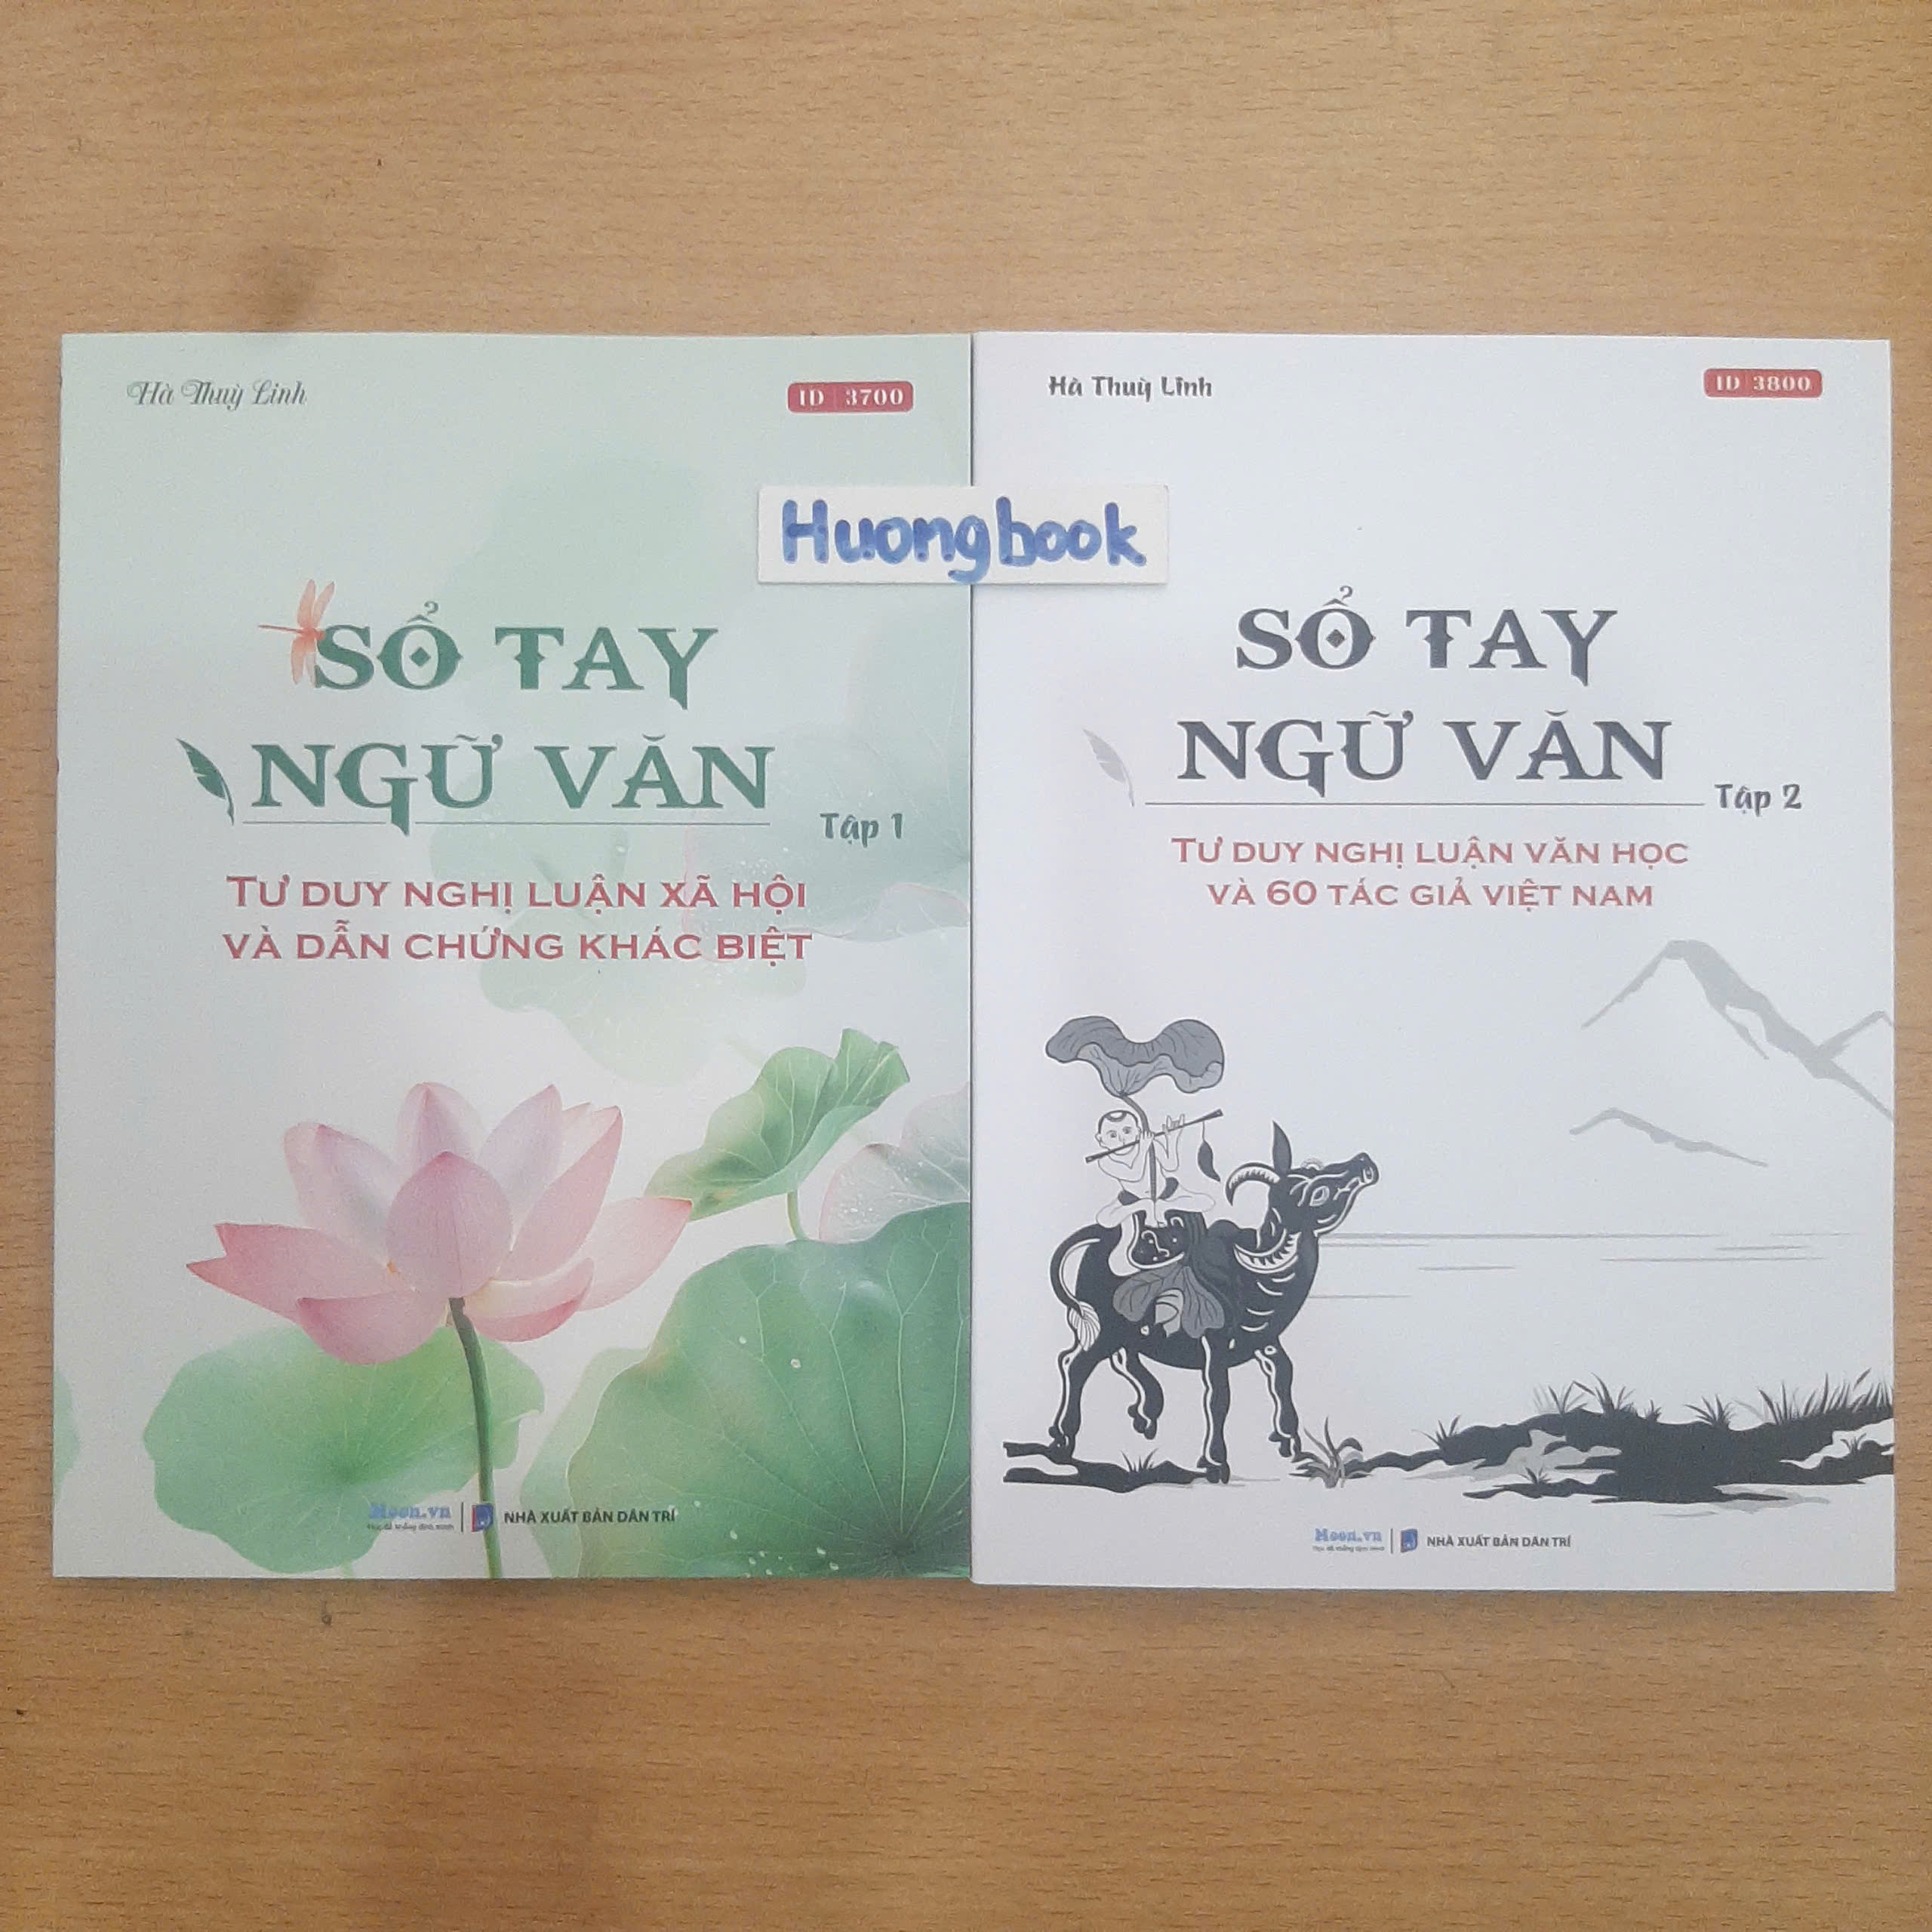 Hà Thuỳ Linh
ID 3700
SỔ TAY
NGỮ VĂN
Tập 1
TƯ DUY NGHỊ LUẬN XÃ HỘI
VÀ DẪN CHỨNG KHÁC BIỆT
Moon.vn
NHÀ XUẤT BẢN DÂN TRÍ
Huongbook
Hà Thuỳ Linh
ID 3800
SỔ TAY
NGỮ VĂN
Tập 2
TƯ DUY NGHỊ LUẬN VĂN HỌC
VÀ 60 TÁC GIẢ VIỆT NAM
Moon.vn
NHÀ XUẤT BẢN DÂN TRÍ